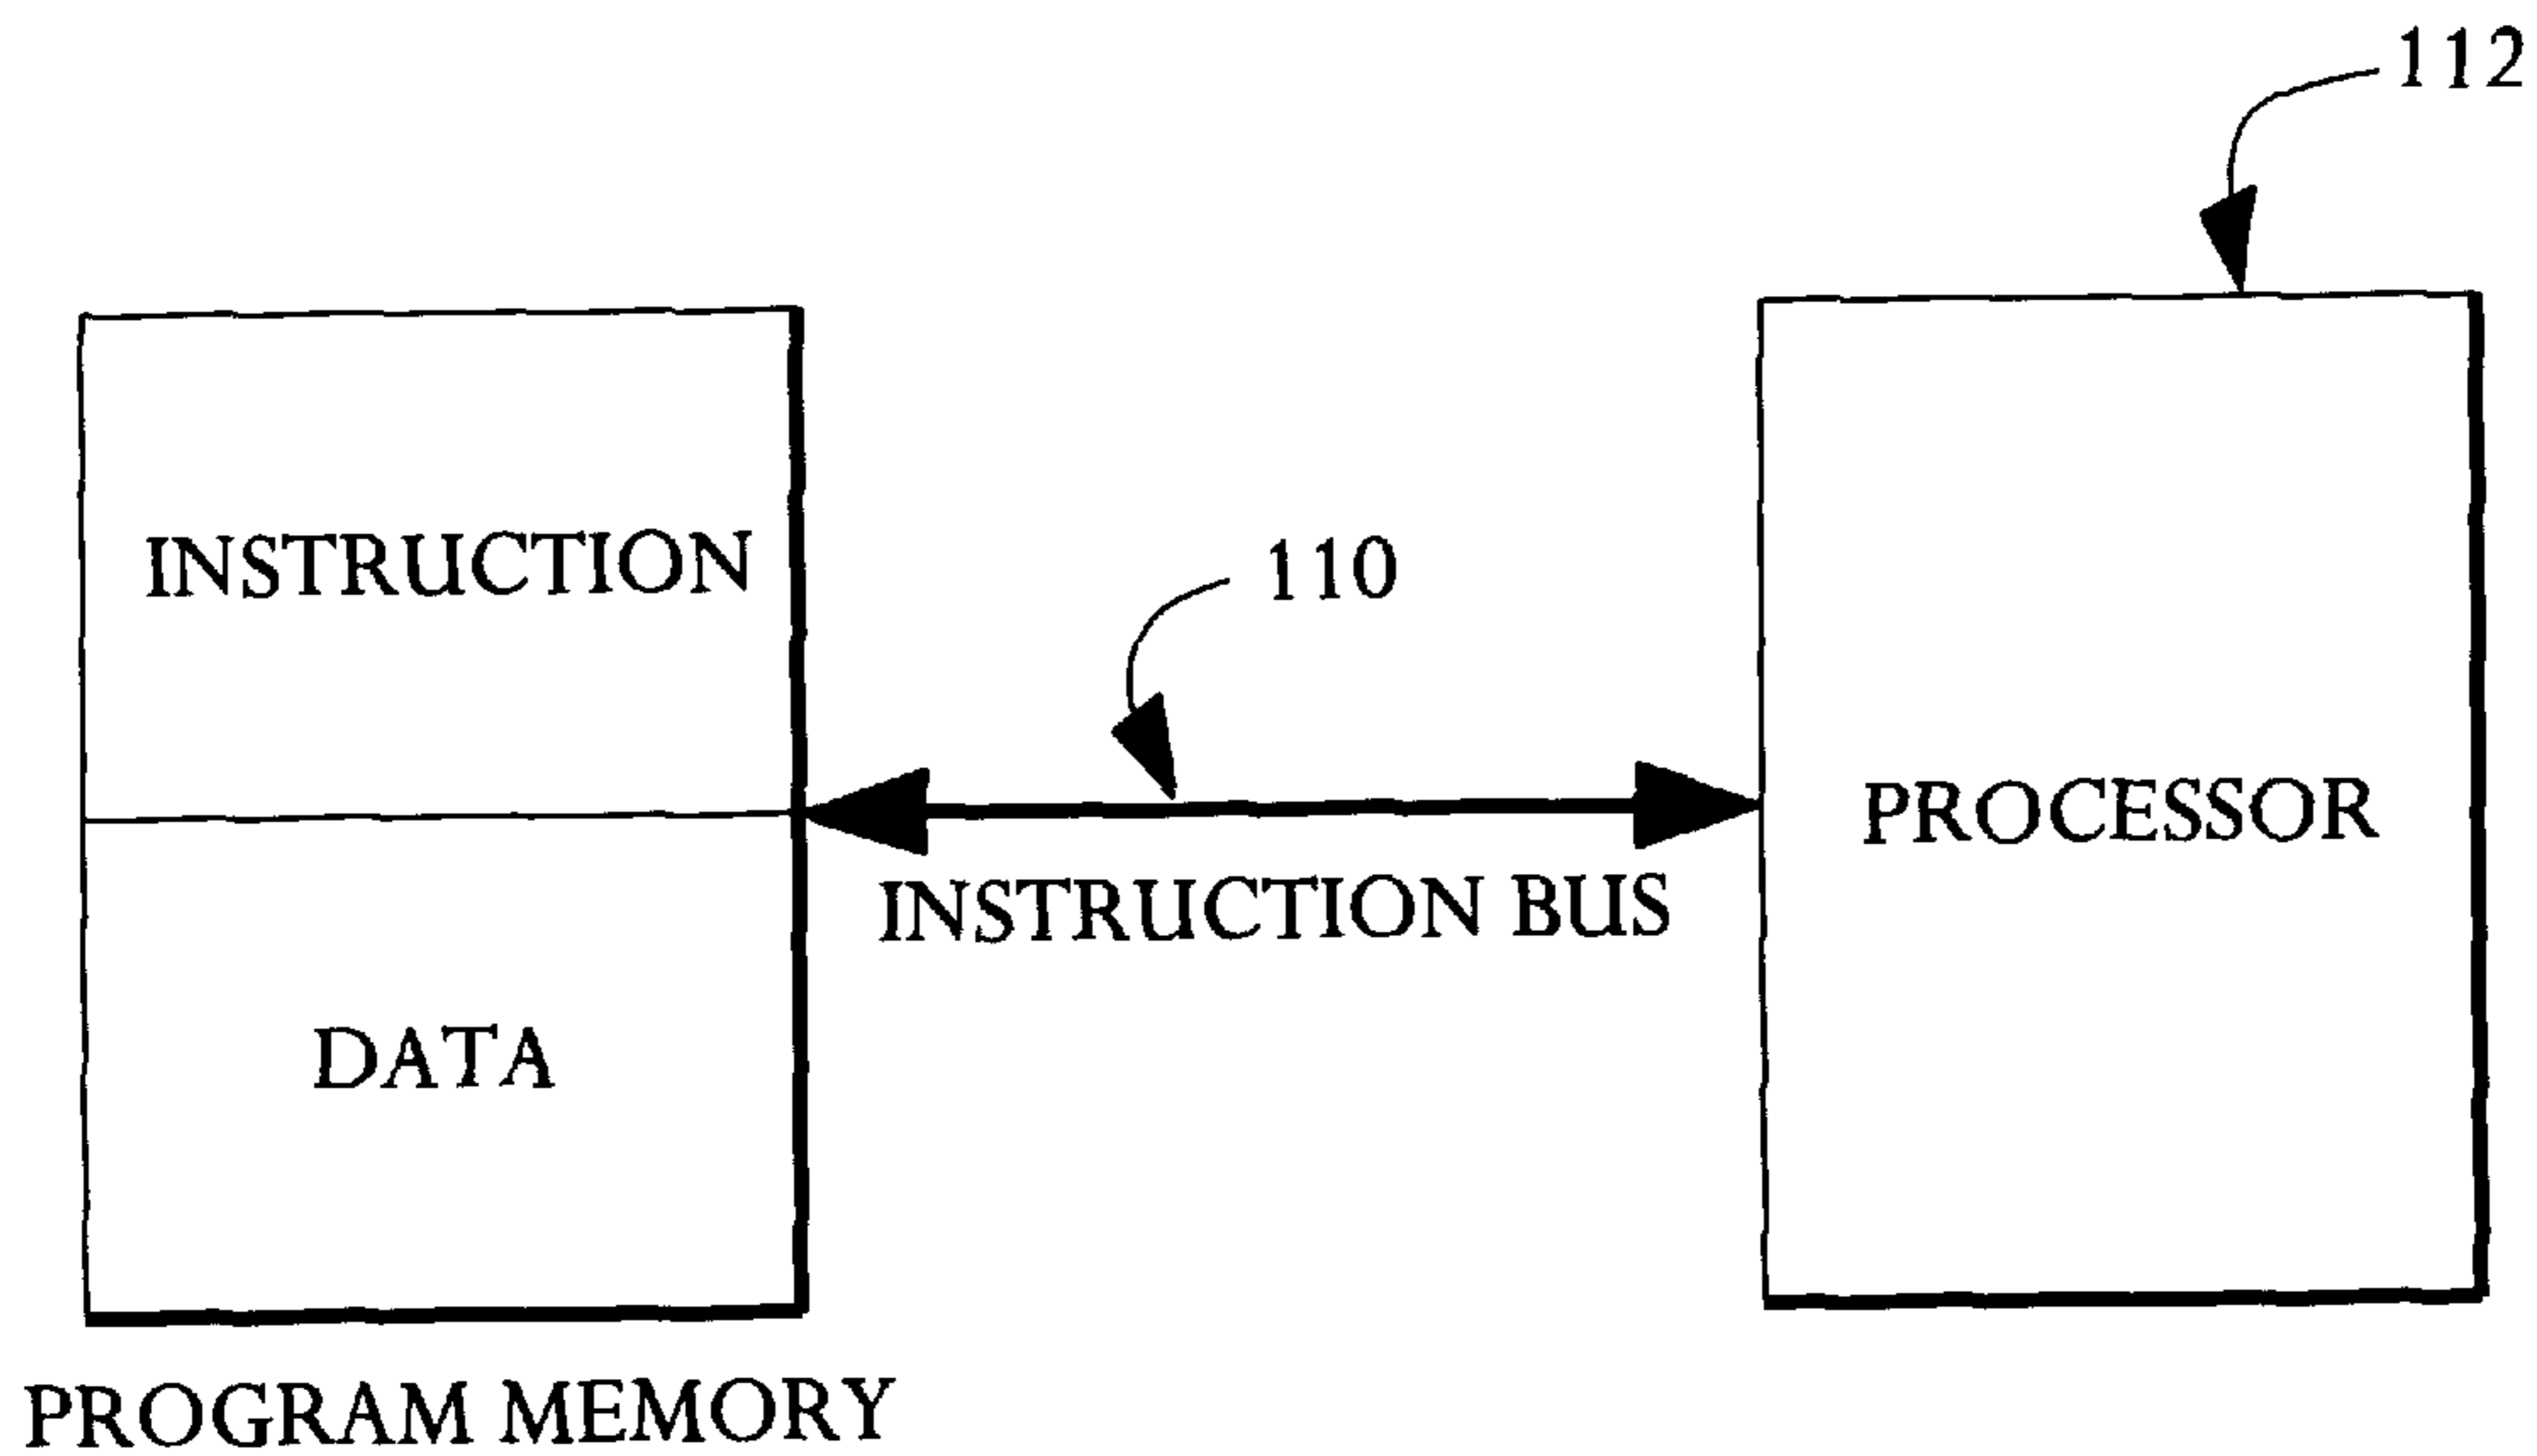 112
INSTRUCTION
110
PROCESSOR
INSTRUCTION BUS
DATA
PROGRAM MEMORY